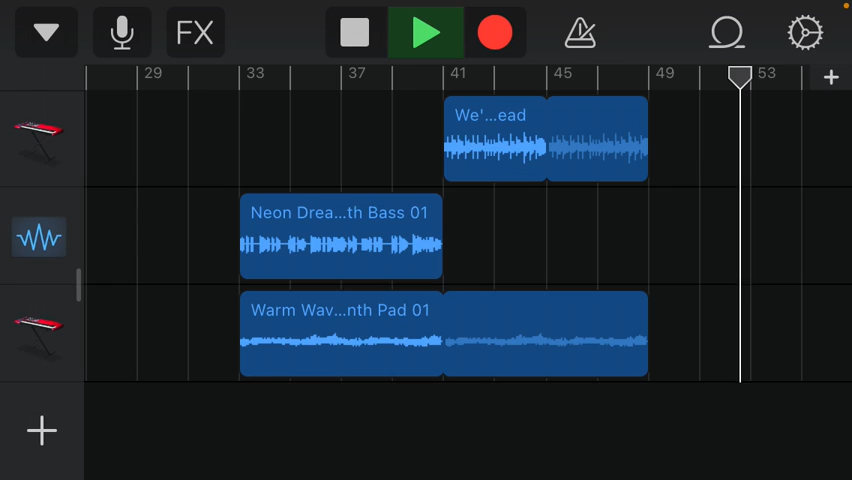 FX
29 33 37 41 45 49 53
We'...ead
Neon Drea...th Bass 01
Warm Wav...nth Pad 01